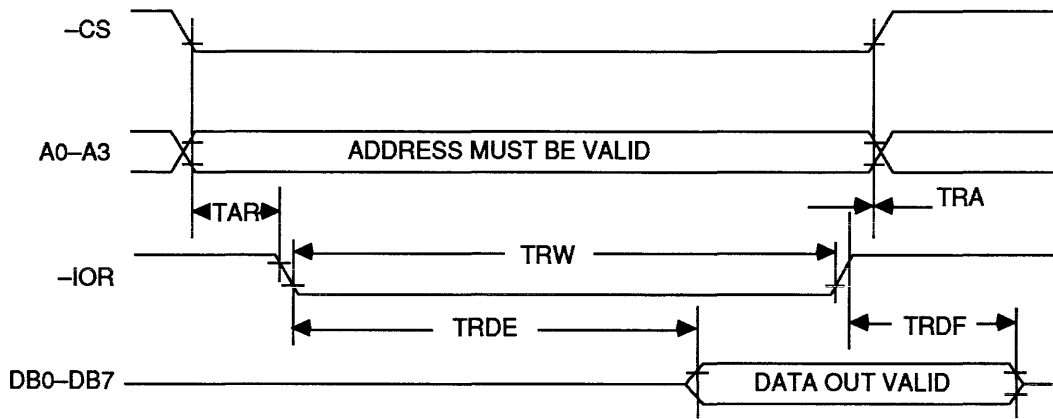 –CS
A0–A3
ADDRESS MUST BE VALID
TAR
TRA
–IOR
TRW
TRDE
TRDF
DB0–DB7
DATA OUT VALID